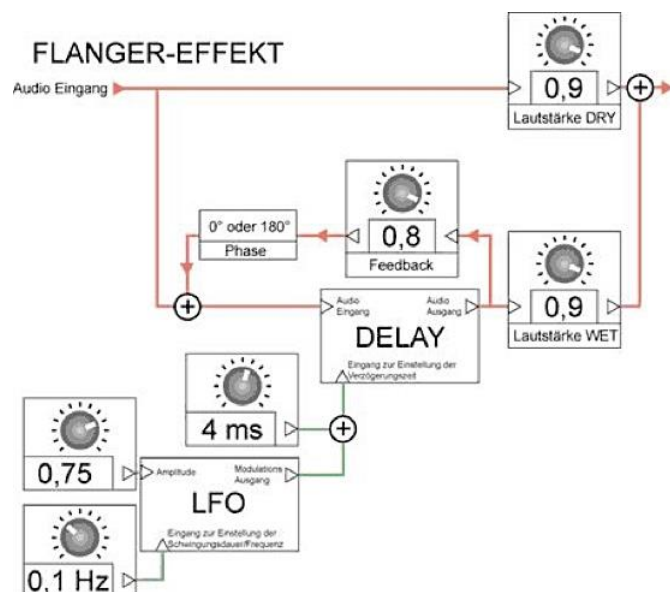 FLANGER-EFFEKT
Audio Eingang
0,9
Lautstärke DRY
0° oder 180°
Phase
0,8
Feedback
Audio
Eingang
Audio
Ausgang
DELAY
Eingang zur Einstellung der
Verzögerungszeit
0,9
Lautstärke WET
4 ms
0,75
Amplitude
Modulations
Ausgang
LFO
Eingang zur Einstellung der
Schwingungsdauer/Frequenz
0,1 Hz